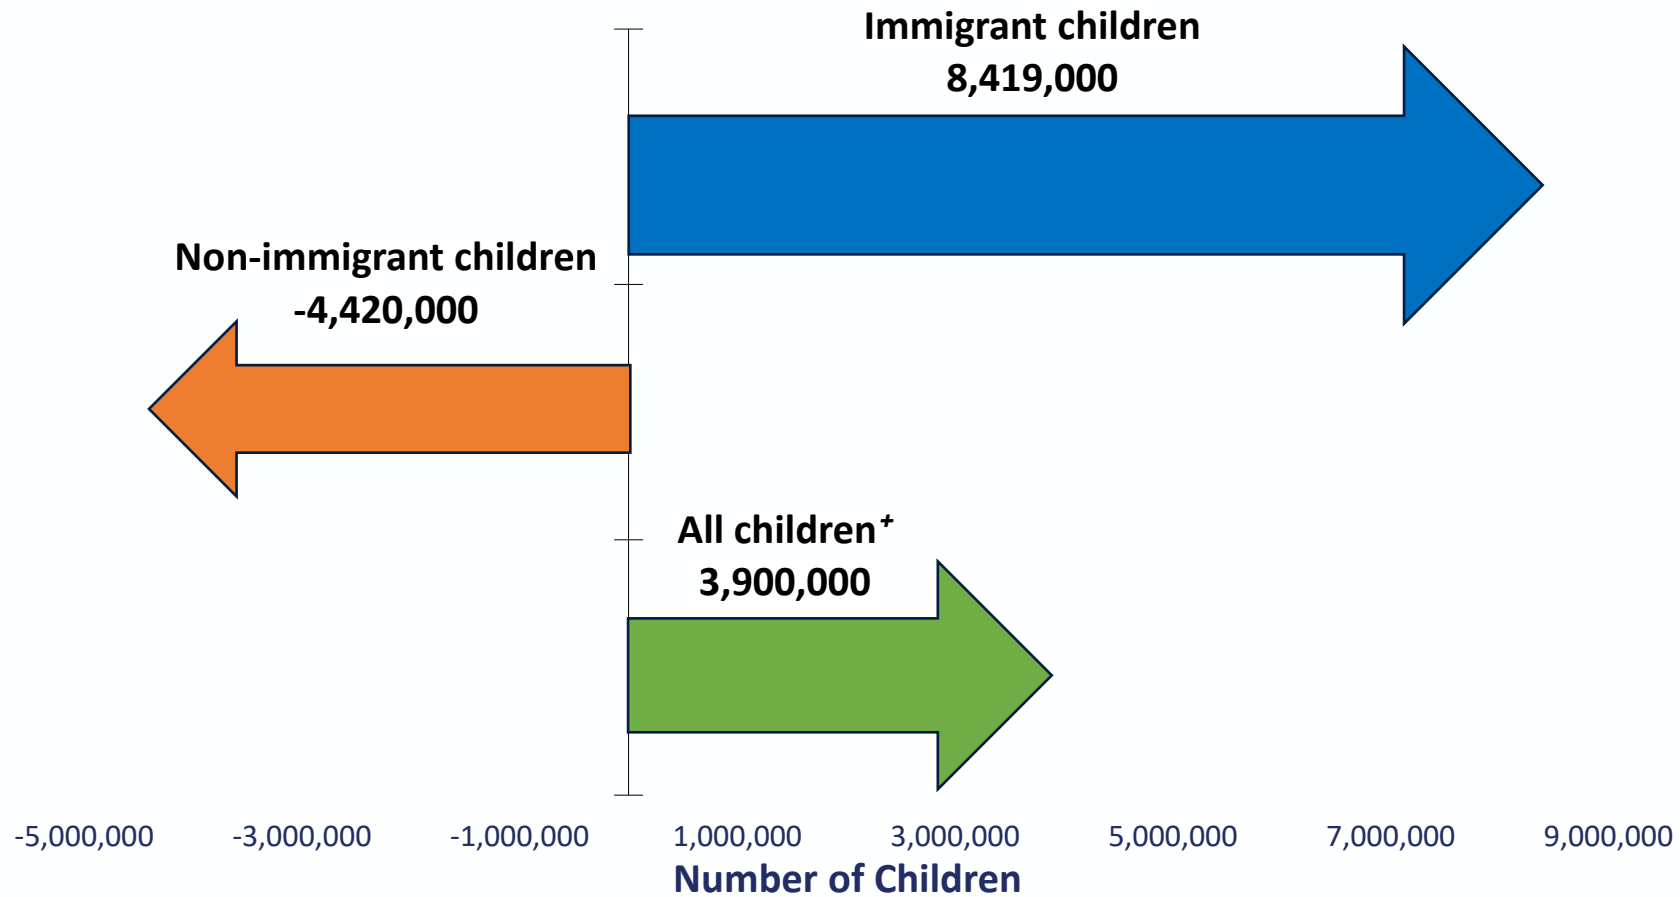 Immigrant children
8,419,000
Non-immigrant children
-4,420,000
All children+
3,900,000
-5,000,000 -3,000,000 -1,000,000 1,000,000 3,000,000 5,000,000 7,000,000 9,000,000
Number of Children